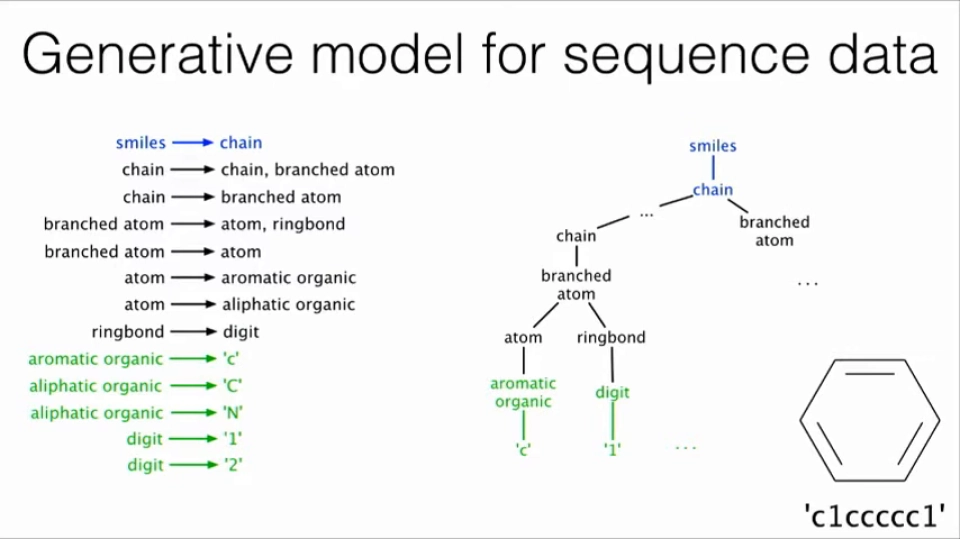 Generative model for sequence data
smiles → chain
chain → chain, branched atom
chain → branched atom
branched atom → atom, ringbond
branched atom → atom
atom → aromatic organic
atom → aliphatic organic
ringbond → digit
aromatic organic → 'c'
aliphatic organic → 'C'
aliphatic organic → 'N'
digit → '1'
digit → '2'
smiles
chain
...
chain
branched
atom
branched
atom
...
atom
ringbond
aromatic
organic
digit
'c'
'1'
...
'c1ccccc1'